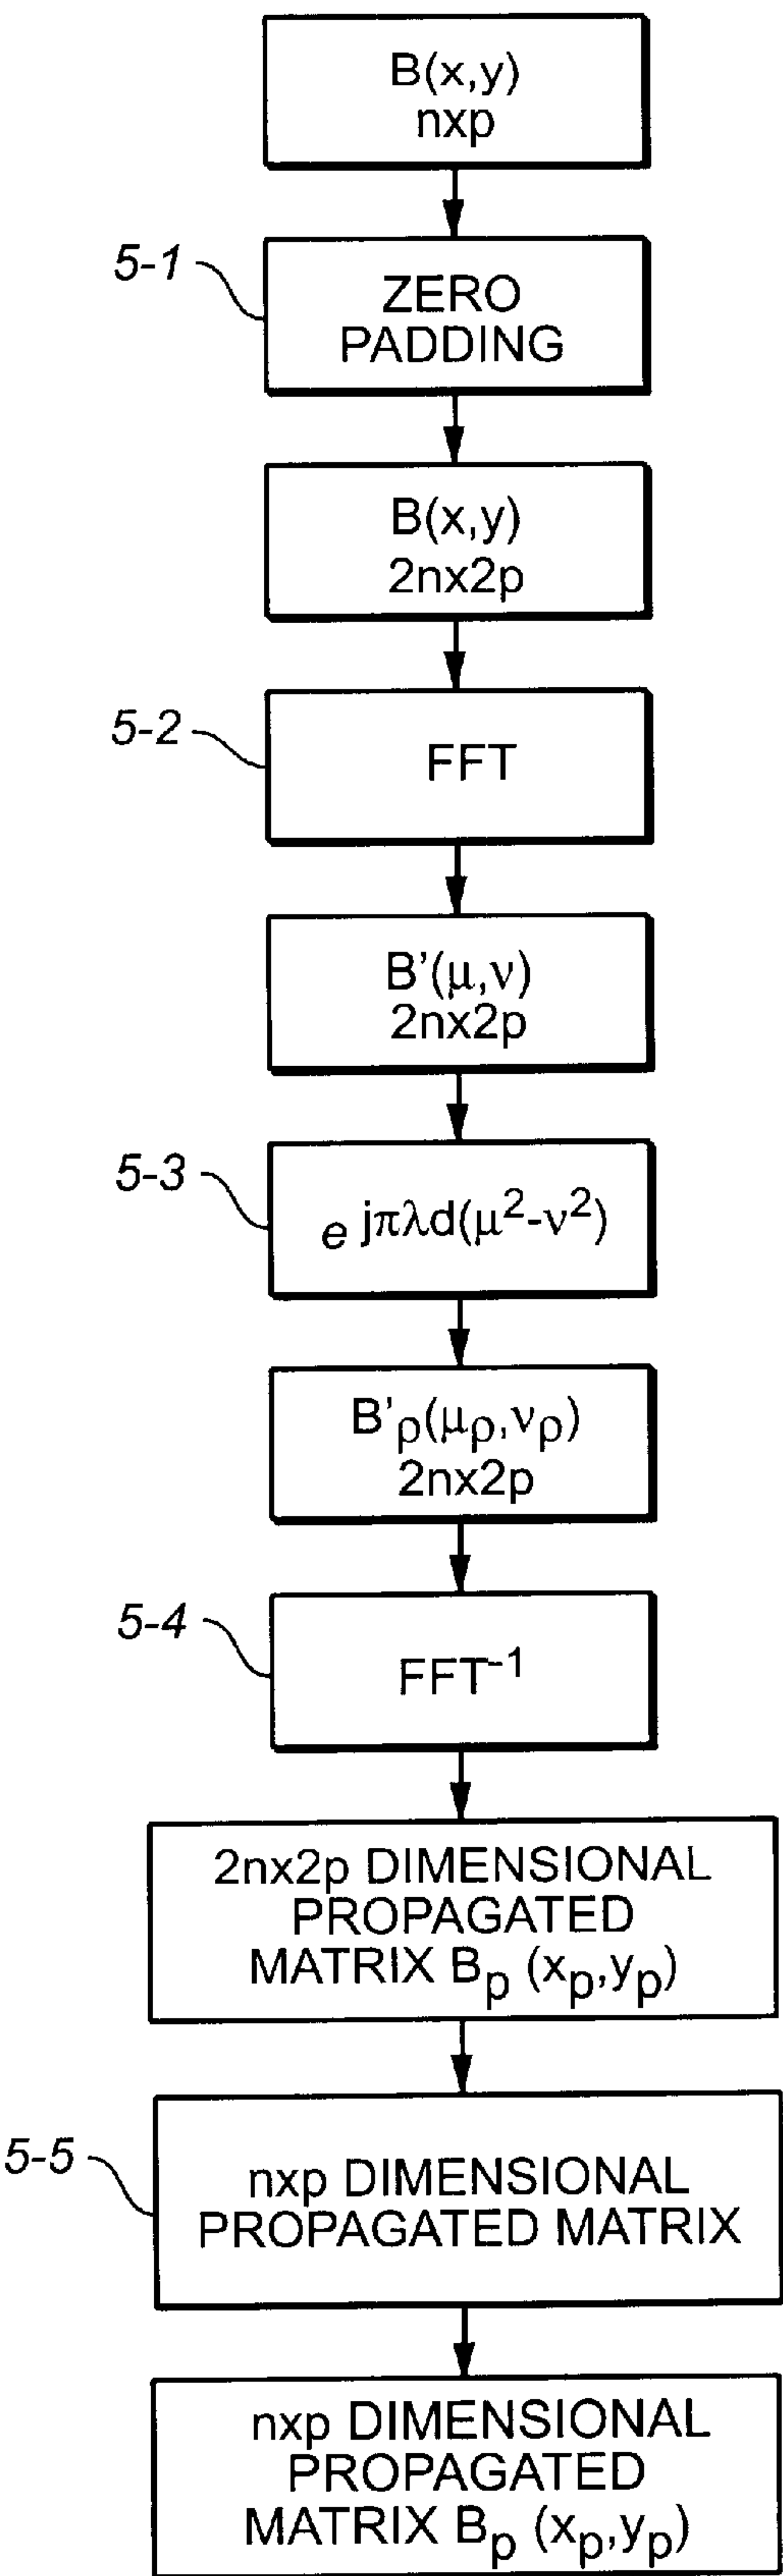 B(x,y)
nxp
5-1
ZERO
PADDING
B(x,y)
2nx2p
5-2
FFT
B’(μ,ν)
2nx2p
5-3
e jπλd(μ²-ν²)
B’ρ(μρ,νρ)
2nx2p
5-4
FFT⁻¹
2nx2p DIMENSIONAL
PROPAGATED
MATRIX Bp (xp,yp)
5-5
nxp DIMENSIONAL
PROPAGATED MATRIX
nxp DIMENSIONAL
PROPAGATED
MATRIX Bp (xp,yp)